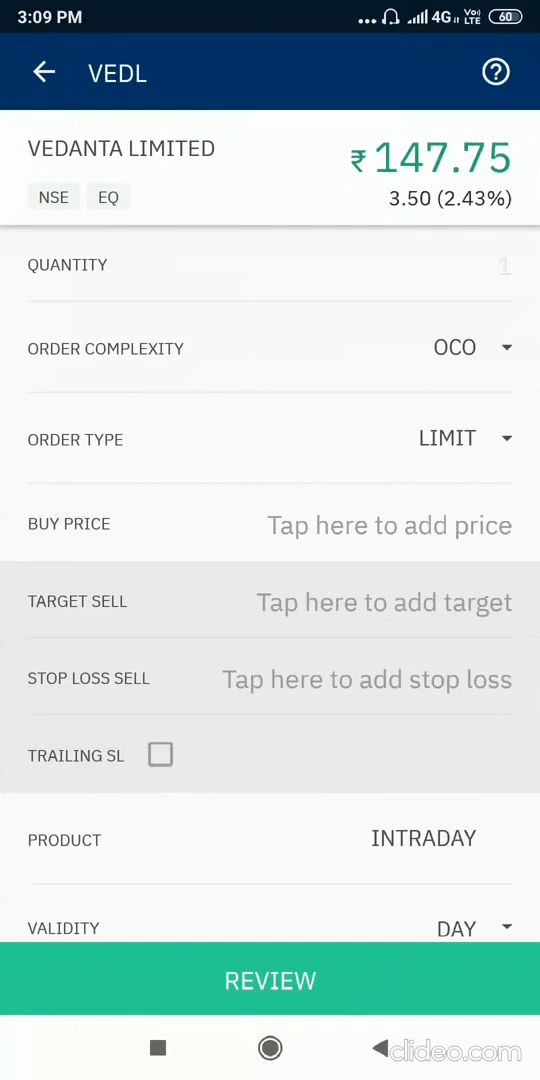 3:09 PM
4G
Vo)
LTE
60
VEDL
?
VEDANTA LIMITED
₹ 147.75
NSE EQ
3.50 (2.43%)
QUANTITY 1
ORDER COMPLEXITY OCO
ORDER TYPE LIMIT
BUY PRICE Tap here to add price
TARGET SELL Tap here to add target
STOP LOSS SELL Tap here to add stop loss
TRAILING SL
PRODUCT INTRADAY
VALIDITY DAY
REVIEW
clideo.com